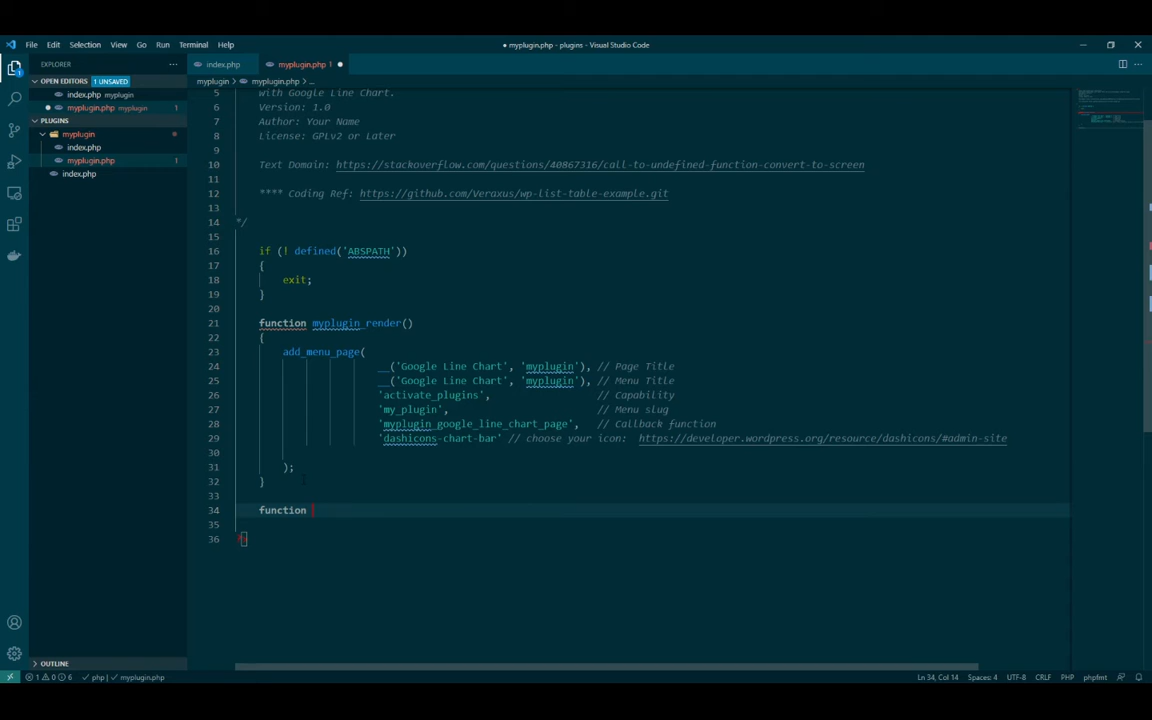 File Edit Selection View Go Run Terminal Help
● myplugin.php - plugins - Visual Studio Code
EXPLORER ...
index.php
myplugin.php 1 ●
OPEN EDITORS 1 UNSAVED
index.php myplugin
● myplugin.php myplugin 1
PLUGINS
myplugin
index.php
myplugin.php 1
index.php
OUTLINE
myplugin > myplugin.php > ...
5 with Google Line Chart.
6 Version: 1.0
7 Author: Your Name
8 License: GPLv2 or Later
9
10 Text Domain: https://stackoverflow.com/questions/40867316/call-to-undefined-function-convert-to-screen
11
12 **** Coding Ref: https://github.com/Veraxus/wp-list-table-example.git
13
14 */
15
16 if (! defined('ABSPATH'))
17 {
18 exit;
19 }
20
21 function myplugin_render()
22 {
23 add_menu_page(
24 __('Google Line Chart', 'myplugin'), // Page Title
25 __('Google Line Chart', 'myplugin'), // Menu Title
26 'activate_plugins', // Capability
27 'my_plugin', // Menu slug
28 'myplugin_google_line_chart_page', // Callback function
29 'dashicons-chart-bar' // choose your icon: https://developer.wordpress.org/resource/dashicons/#admin-site
30
31 );
32 }
33
34 function
35
36 ?>
1 0 6 php | myplugin.php
Ln 34, Col 14 Spaces: 4 UTF-8 CRLF PHP phpfmt